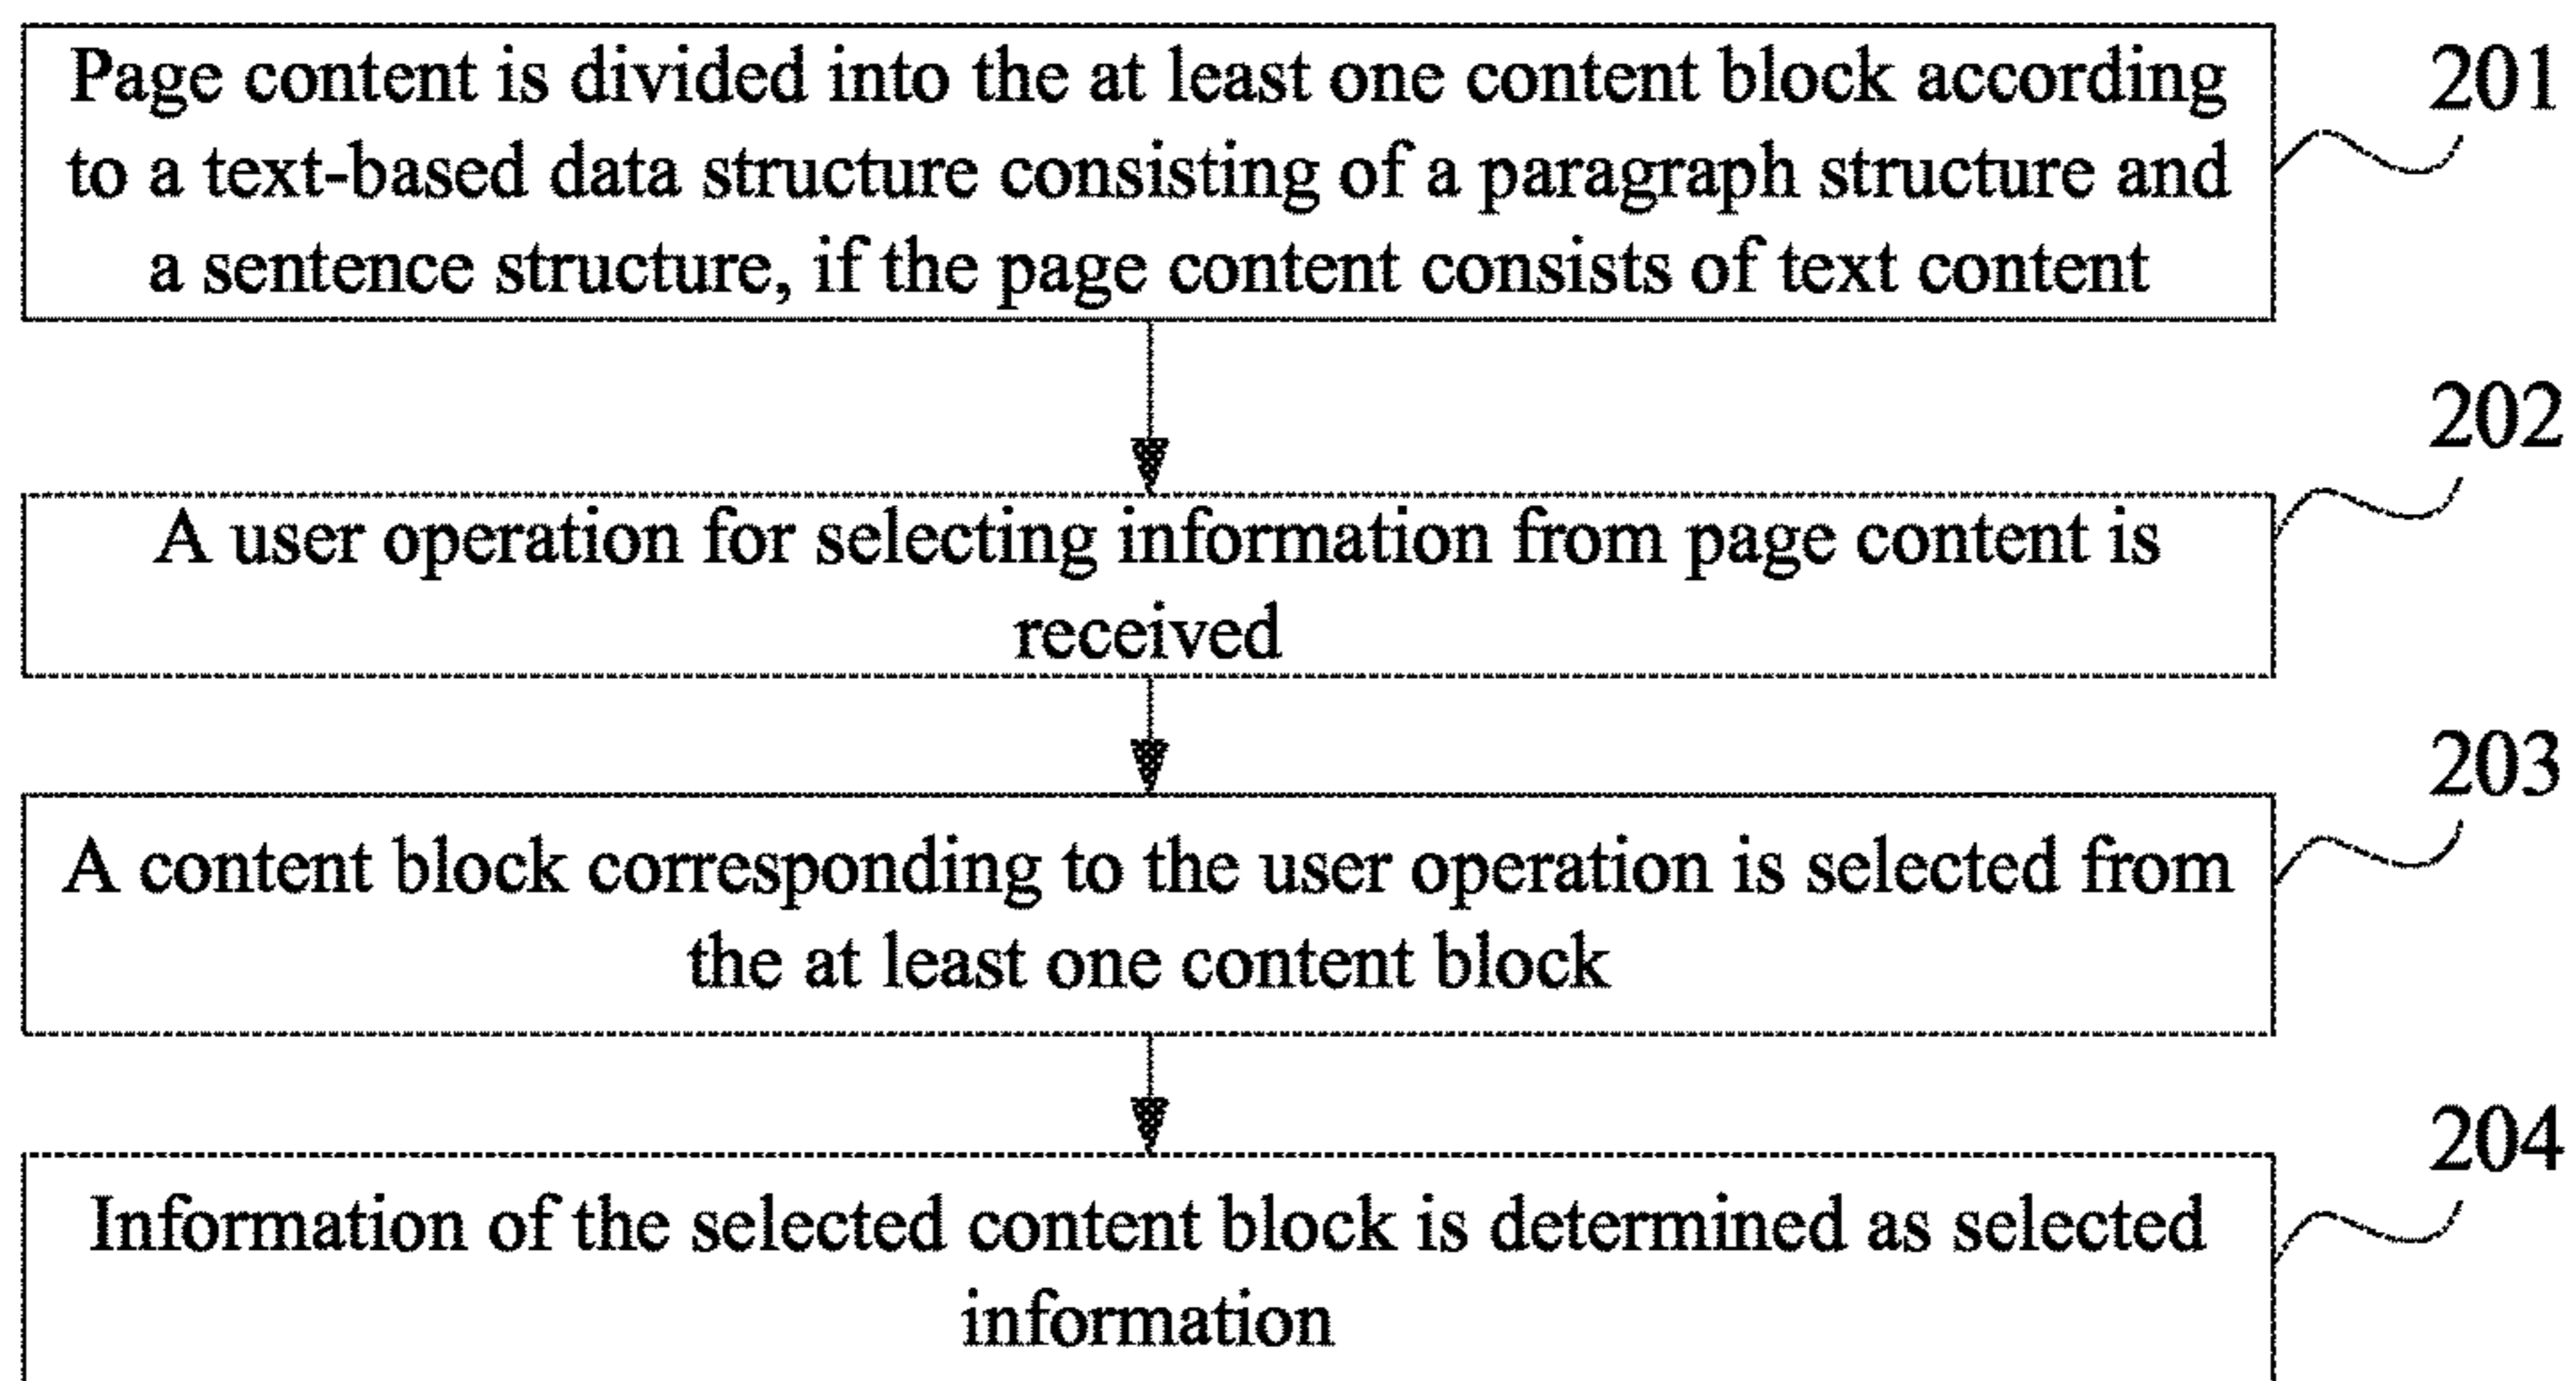 Page content is divided into the at least one content block according
to a text-based data structure consisting of a paragraph structure and
a sentence structure, if the page content consists of text content
201
A user operation for selecting information from page content is
received
202
A content block corresponding to the user operation is selected from
the at least one content block
203
Information of the selected content block is determined as selected
information
204